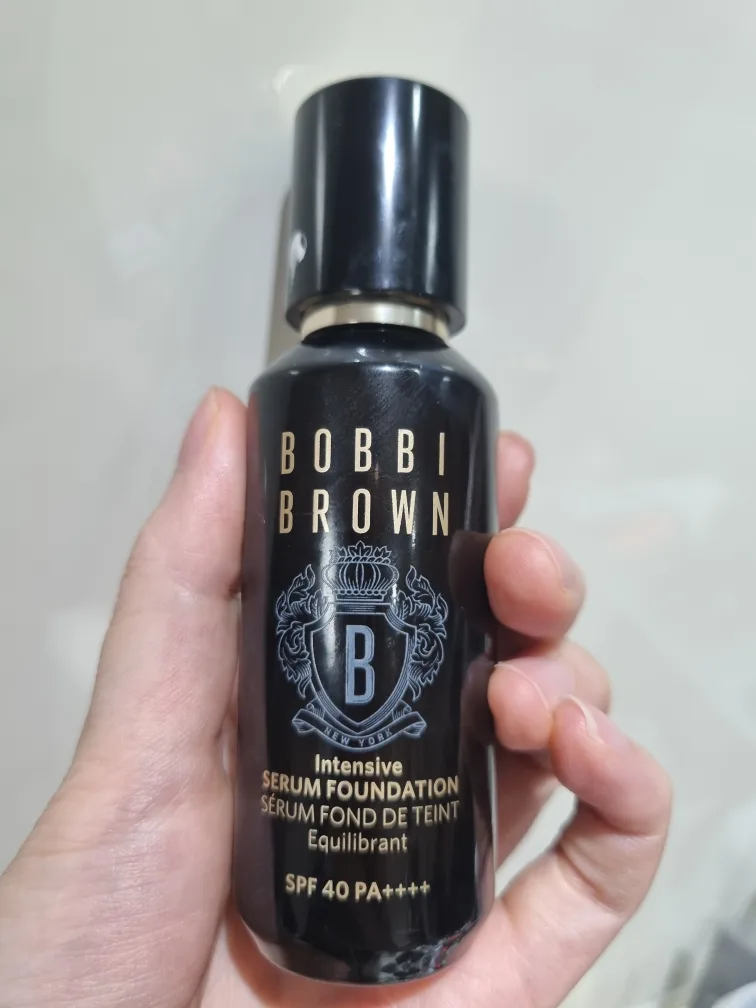 BOBBI
BROWN
B
NEW YORK
Intensive
SERUM FOUNDATION
SÉRUM FOND DE TEINT
Equilibrant
SPF 40 PA++++